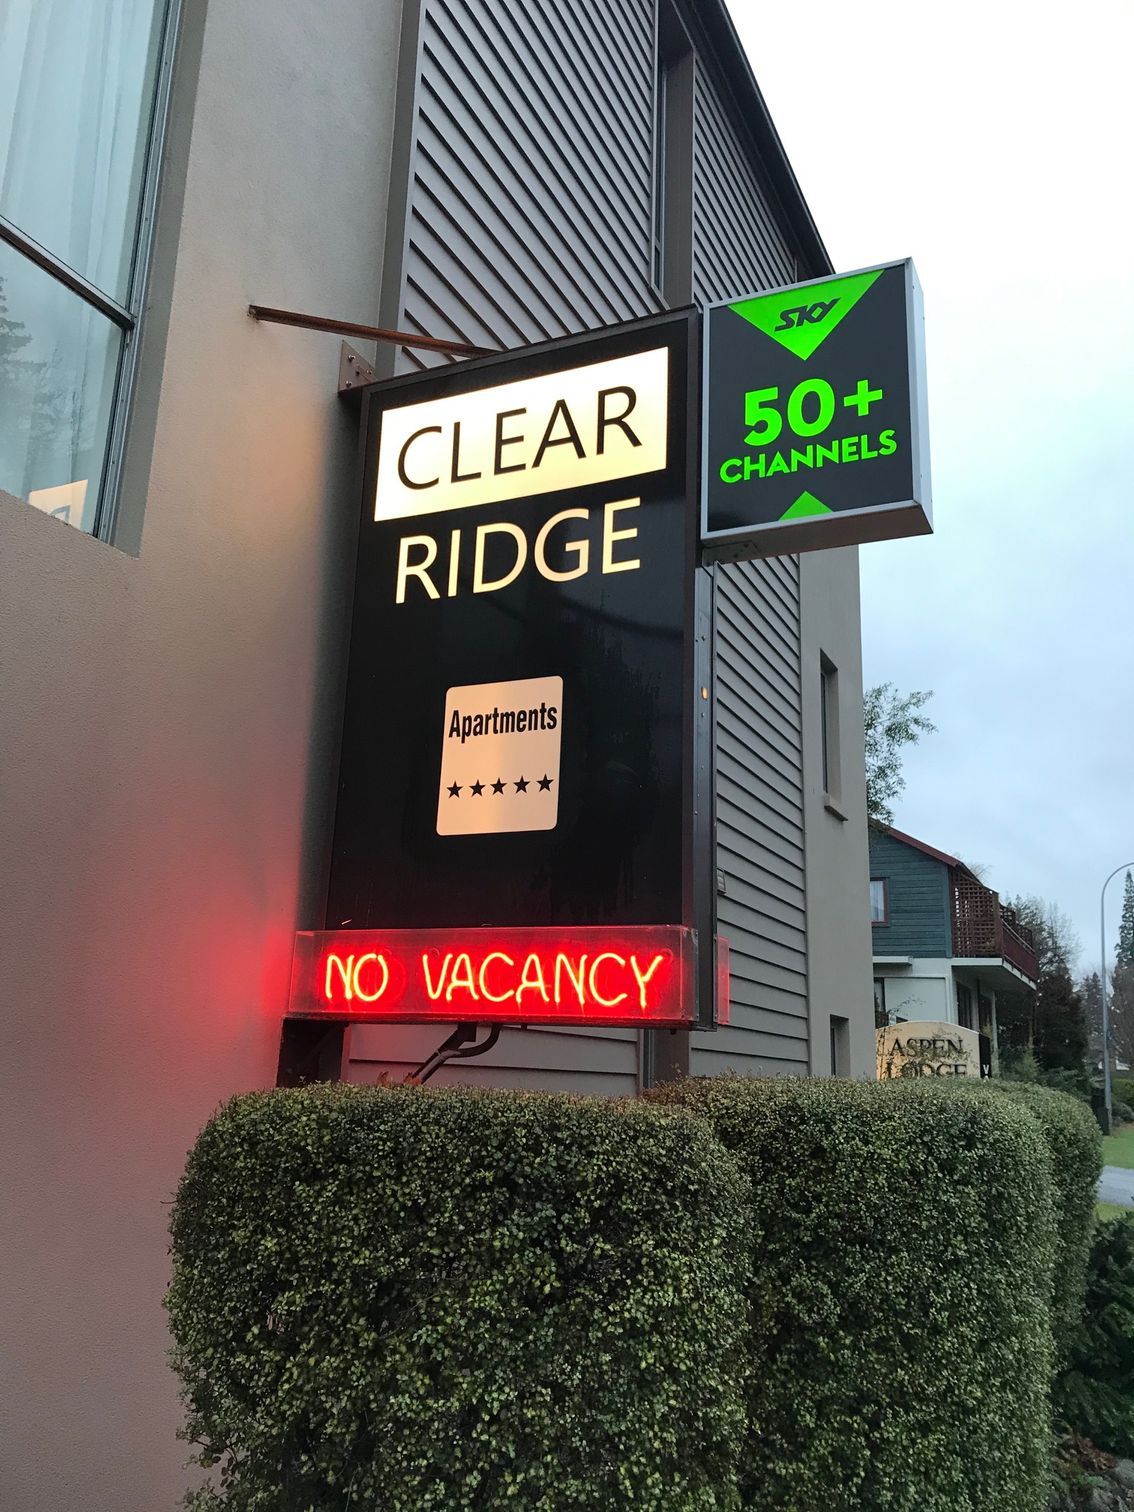 CLEAR
RIDGE
Apartments
★★★★★
NO VACANCY
SKY
50+
CHANNELS
ASPEN
LODGE